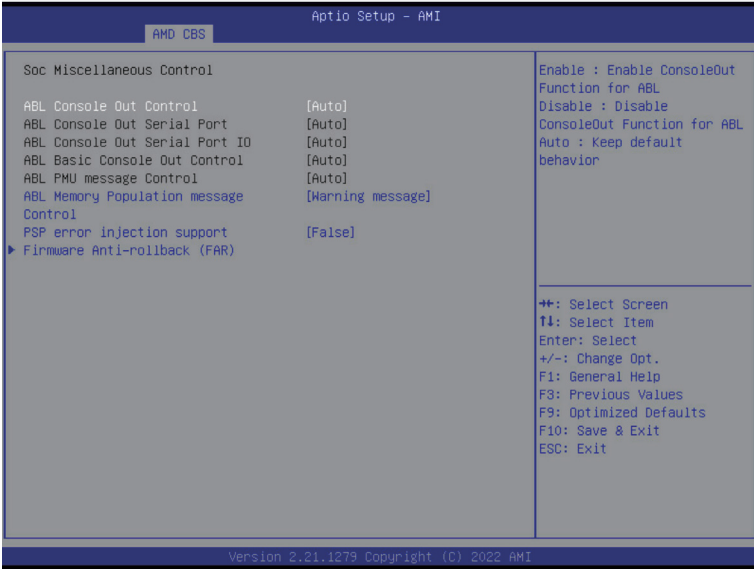 Aptio Setup – AMI
AMD CBS
Soc Miscellaneous Control
ABL Console Out Control [Auto]
ABL Console Out Serial Port [Auto]
ABL Console Out Serial Port IO [Auto]
ABL Basic Console Out Control [Auto]
ABL PMU message Control [Auto]
ABL Memory Population message [Warning message]
Control
PSP error injection support [False]
Firmware Anti-rollback (FAR)
Enable : Enable ConsoleOut
Function for ABL
Disable : Disable
ConsoleOut Function for ABL
Auto : Keep default
behavior
→←: Select Screen
↑↓: Select Item
Enter: Select
+/-: Change Opt.
F1: General Help
F3: Previous Values
F9: Optimized Defaults
F10: Save & Exit
ESC: Exit
Version 2.21.1279 Copyright (C) 2022 AMI